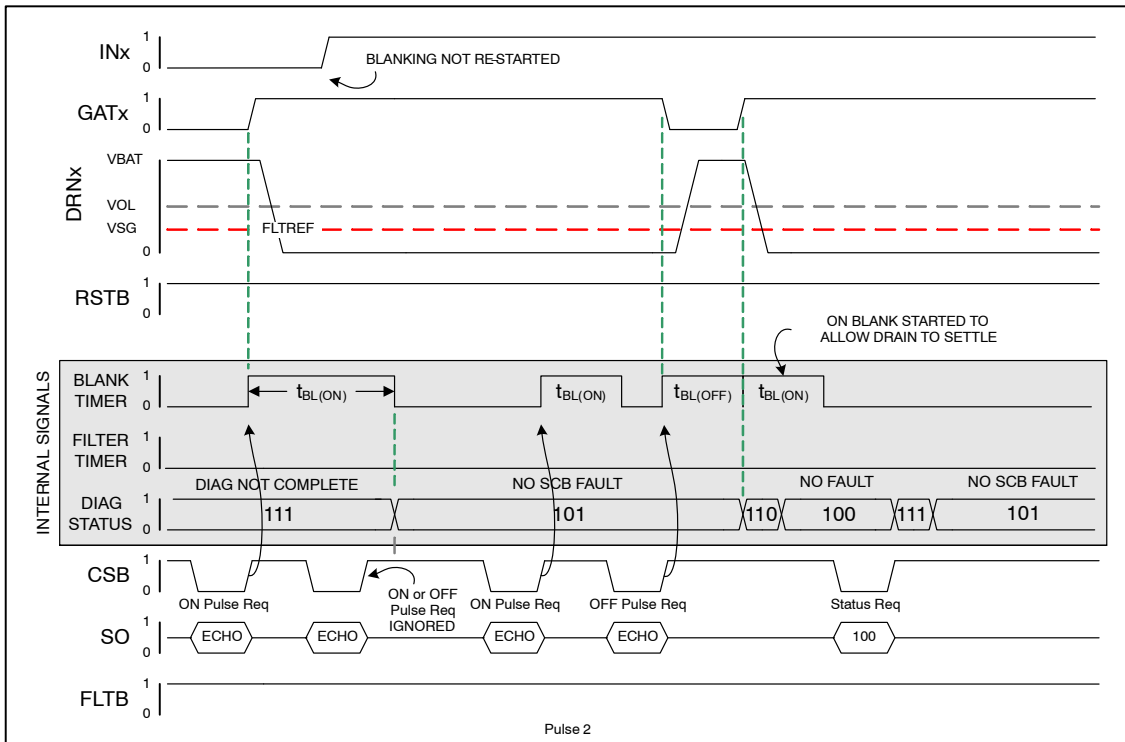 INx
1
0
BLANKING NOT RE-STARTED
GATx
1
0
DRNx
VBAT
VOL
VSG
0
FLTREF
RSTB
1
0
ON BLANK STARTED TO
ALLOW DRAIN TO SETTLE
INTERNAL SIGNALS
BLANK
TIMER
1
0
tBL(ON)
tBL(ON)
tBL(OFF)
tBL(ON)
FILTER
TIMER
1
0
DIAG NOT COMPLETE
NO SCB FAULT
NO FAULT
NO SCB FAULT
DIAG
STATUS
1
0
111
101
110
100
111
101
CSB
1
0
ON Pulse Req
ON or OFF
Pulse Req
IGNORED
ON Pulse Req
OFF Pulse Req
Status Req
SO
1
0
ECHO
ECHO
ECHO
ECHO
100
FLTB
1
0
Pulse 2